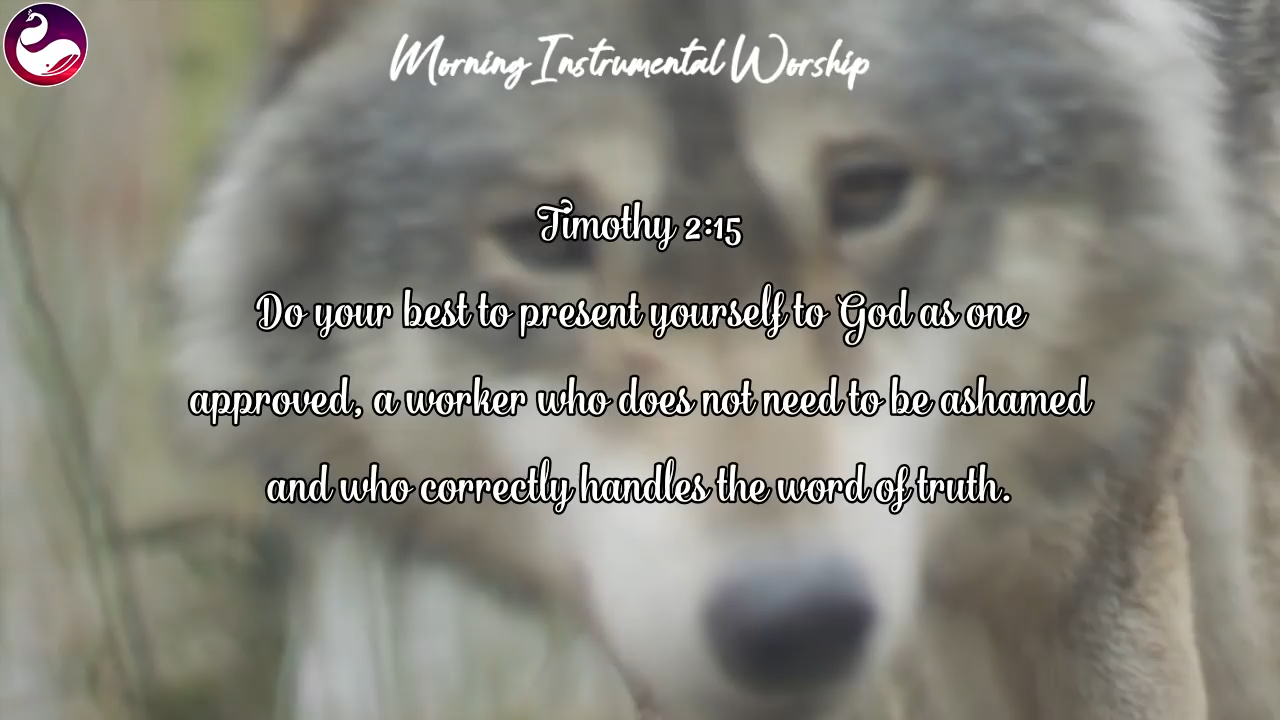 Morning Instrumental Worship
Timothy 2:15
Do your best to present yourself to God as one
approved, a worker who does not need to be ashamed
and who correctly handles the word of truth.